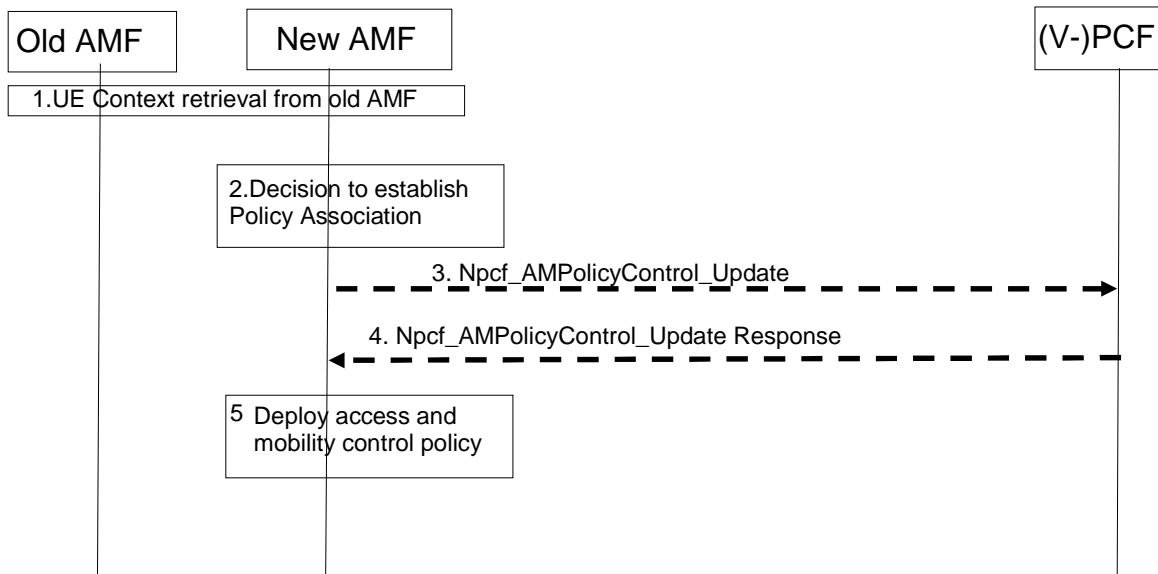 Old AMF
New AMF
(V-)PCF
1.UE Context retrieval from old AMF
2.Decision to establish
Policy Association
3. Npcf_AMPolicyControl_Update
4. Npcf_AMPolicyControl_Update Response
5 Deploy access and
mobility control policy